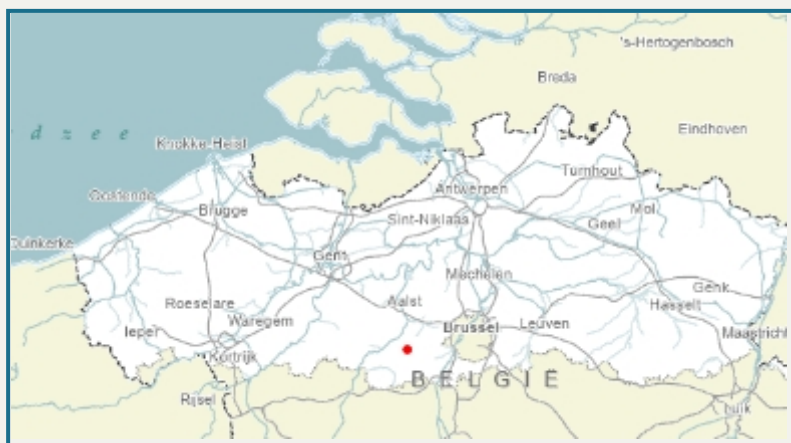 's-Hertogenbosch
Breda
d z e e
Eindhoven
Knokke-Heist
Turnhout
Antwerpen
Oostende
Brugge
Mol
Sint-Niklaas
Geel
Duinkerke
Gent
Mechelen
Genk
Roeselare
Aalst
Hasselt
Waregem
Brussel
Leuven
Ieper
Maastricht
Kortrijk
BELGIË
Rijsel
Luik